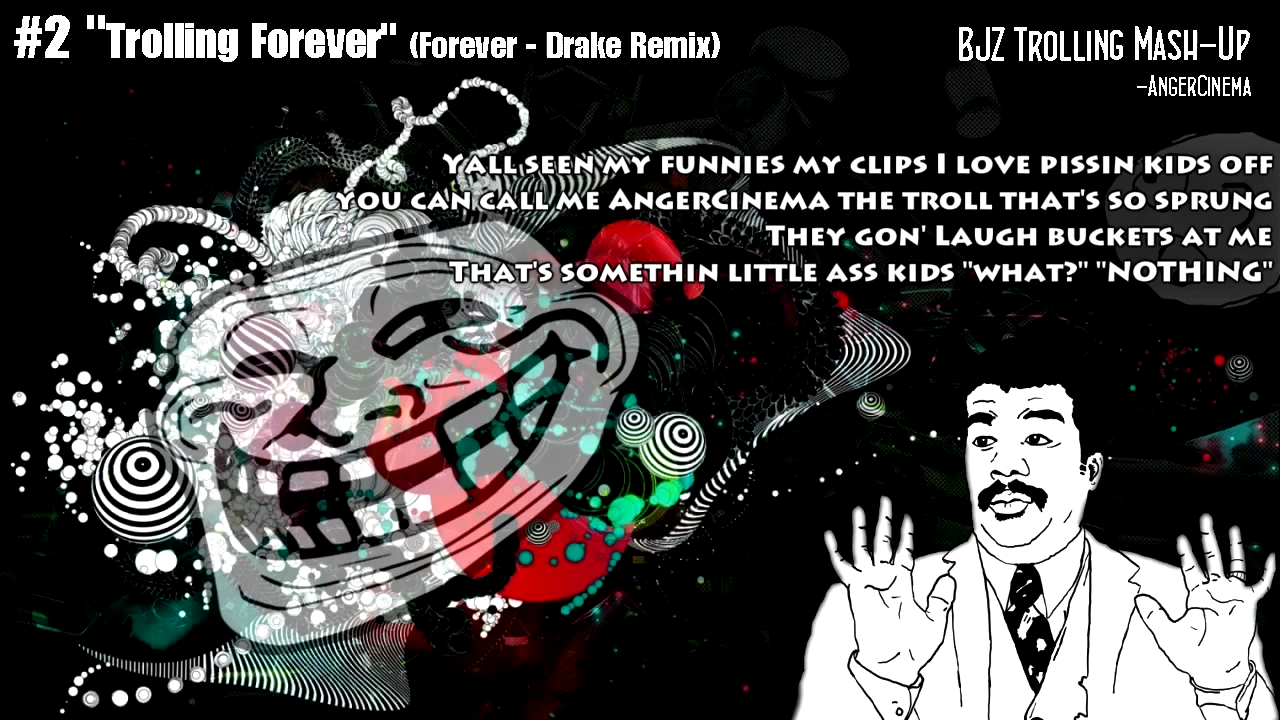 #2 "Trolling Forever" (Forever - Drake Remix)
BJZ Trolling Mash-Up
-AngerCinema
Yall seen my funnies my clips I love pissin kids off
you can call me AngerCinema the troll that's so sprung
They gon' Laugh buckets at me
That's somethin little ass kids "what?" "NOTHING"